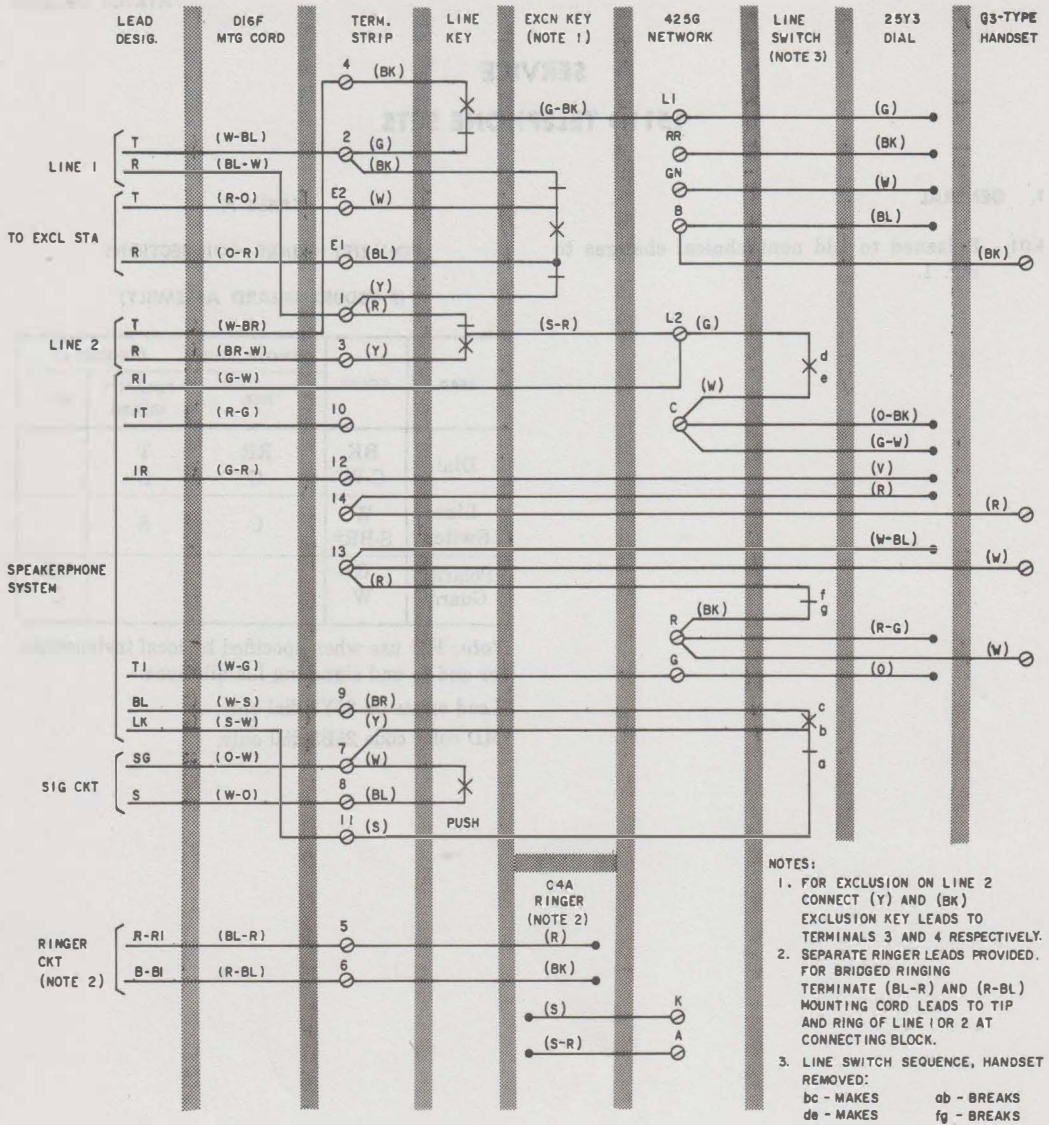 LEAD DESIG.
D16F MTG CORD
TERM. STRIP
LINE KEY
EXCN KEY (NOTE 1)
425G NETWORK
LINE SWITCH (NOTE 3)
25Y3 DIAL
G3-TYPE HANDSET
4 (BK)
(G-BK) L1 (G)
LINE 1
T (W-BL) 2 (G)
R (BL-W) (BK)
RR (BK)
GN (W)
TO EXCL STA
T (R-O) E2 (W)
B (BL)
R (O-R) E1 (BL)
(BK)
(Y)
(R)
LINE 2
T (W-BR)
(S-R) L2 (G)
R (BR-W) 3 (Y)
d
e
SPEAKERPHONE SYSTEM
RI (G-W)
(W)
IT (R-G) 10
C (O-BK)
(G-W)
IR (G-R) 12 (V)
14 (R)
(R)
(W-BL)
13 (W)
(R) f
g
(BK)
R (R-G)
(W)
TI (W-G) G (O)
BL (W-S) 9 (BR) c
LK (S-W) (Y) b
SIG CKT
SG (O-W) 7 (W) a
S (W-O) 8 (BL)
11 (S) PUSH
C4A RINGER (NOTE 2)
RINGER CKT (NOTE 2)
R-RI (BL-R) 5 (R)
B-BI (R-BL) 6 (BK)
(S) K
(S-R) A
NOTES:
1. FOR EXCLUSION ON LINE 2
CONNECT (Y) AND (BK)
EXCLUSION KEY LEADS TO
TERMINALS 3 AND 4 RESPECTIVELY.
2. SEPARATE RINGER LEADS PROVIDED.
FOR BRIDGED RINGING
TERMINATE (BL-R) AND (R-BL)
MOUNTING CORD LEADS TO TIP
AND RING OF LINE 1 OR 2 AT
CONNECTING BLOCK.
3. LINE SWITCH SEQUENCE, HANDSET
REMOVED:
bc - MAKES ab - BREAKS
de - MAKES fg - BREAKS